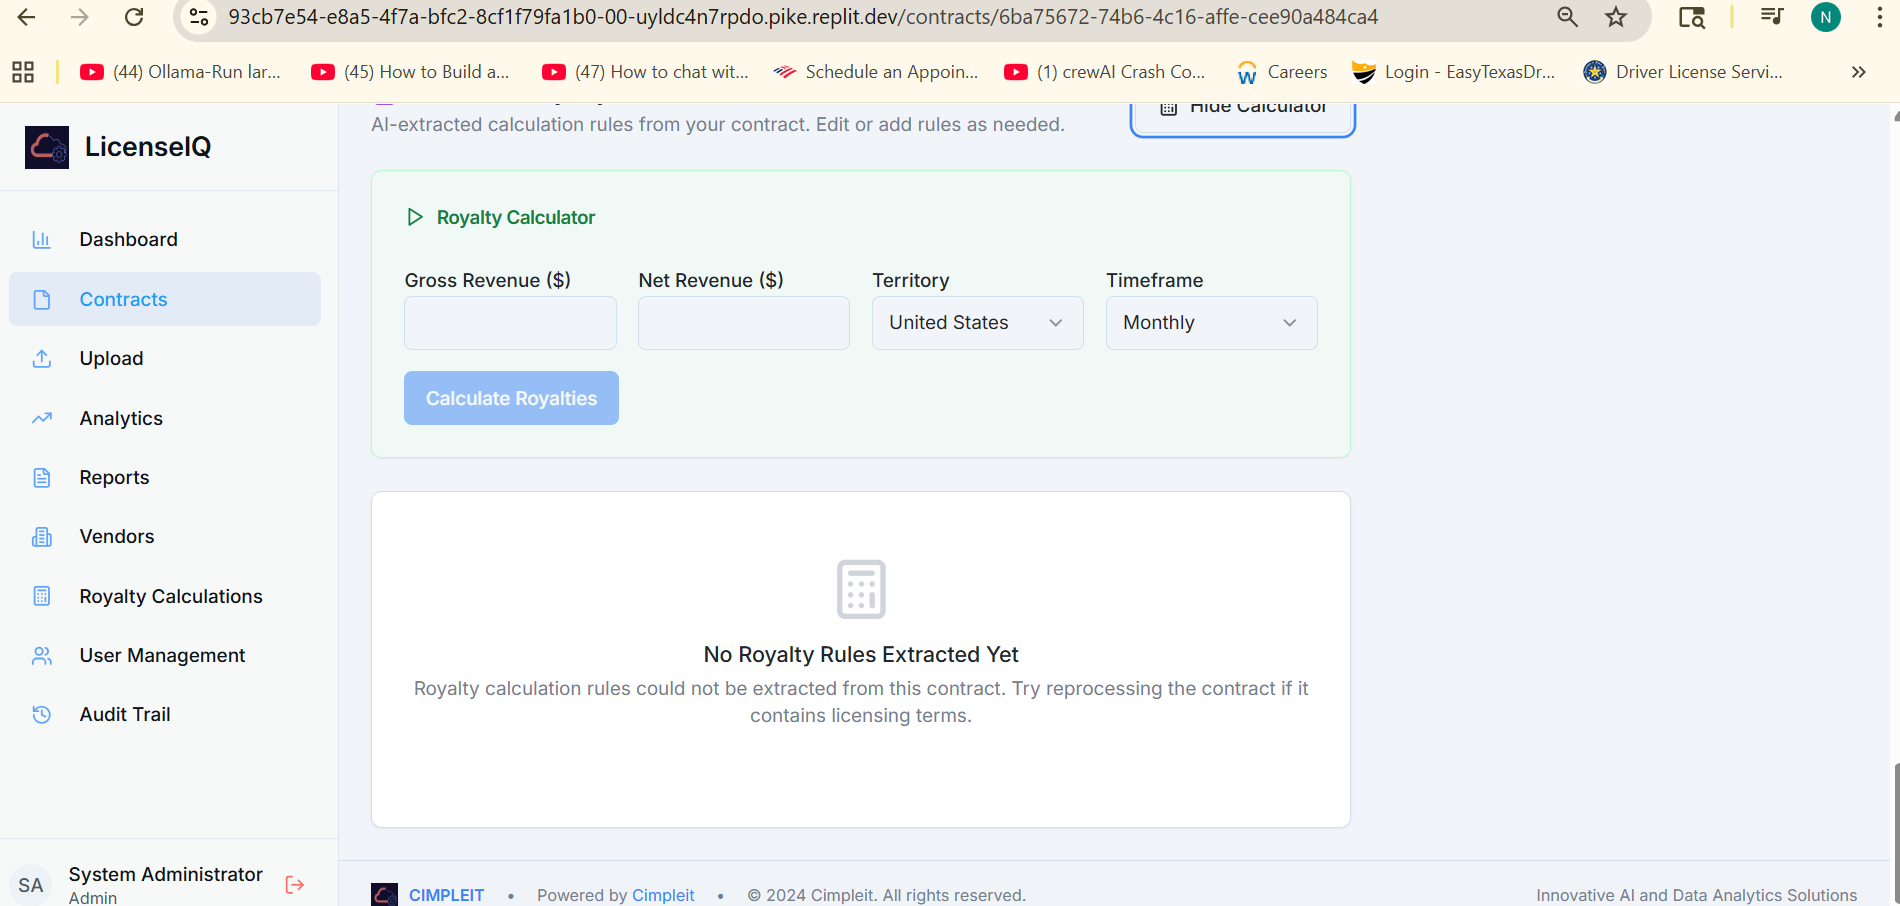 93cb7e54-e8a5-4f7a-bfc2-8cf1f79fa1b0-00-uyldc4n7rpdo.pike.replit.dev/contracts/6ba75672-74b6-4c16-affe-cee90a484ca4
N
(44) Ollama-Run lar...
(45) How to Build a...
(47) How to chat wit...
Schedule an Appoin...
(1) crewAI Crash Co...
Careers
Login - EasyTexasDr...
Driver License Servi...
LicenseIQ
Dashboard
Contracts
Upload
Analytics
Reports
Vendors
Royalty Calculations
User Management
Audit Trail
SA
System Administrator
Admin
AI-extracted calculation rules from your contract. Edit or add rules as needed.
Hide Calculator
Royalty Calculator
Gross Revenue ($)
Net Revenue ($)
Territory
Timeframe
United States
Monthly
Calculate Royalties
No Royalty Rules Extracted Yet
Royalty calculation rules could not be extracted from this contract. Try reprocessing the contract if it
contains licensing terms.
CIMPLEIT • Powered by Cimpleit • © 2024 Cimpleit. All rights reserved.
Innovative AI and Data Analytics Solutions